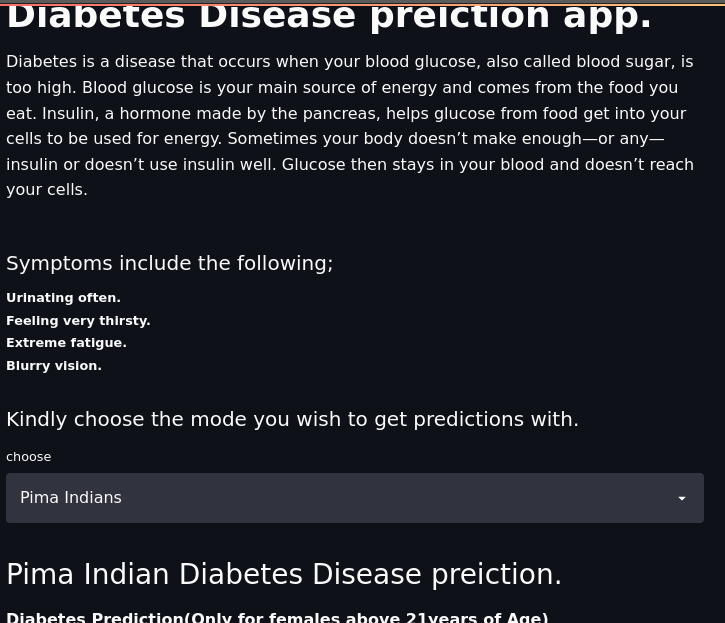 Diabetes Disease preiction app.
Diabetes is a disease that occurs when your blood glucose, also called blood sugar, is
too high. Blood glucose is your main source of energy and comes from the food you
eat. Insulin, a hormone made by the pancreas, helps glucose from food get into your
cells to be used for energy. Sometimes your body doesn’t make enough—or any—
insulin or doesn’t use insulin well. Glucose then stays in your blood and doesn’t reach
your cells.
Symptoms include the following;
Urinating often.
Feeling very thirsty.
Extreme fatigue.
Blurry vision.
Kindly choose the mode you wish to get predictions with.
choose
Pima Indians
Pima Indian Diabetes Disease preiction.
Diabetes Prediction(Only for females above 21years of Age)